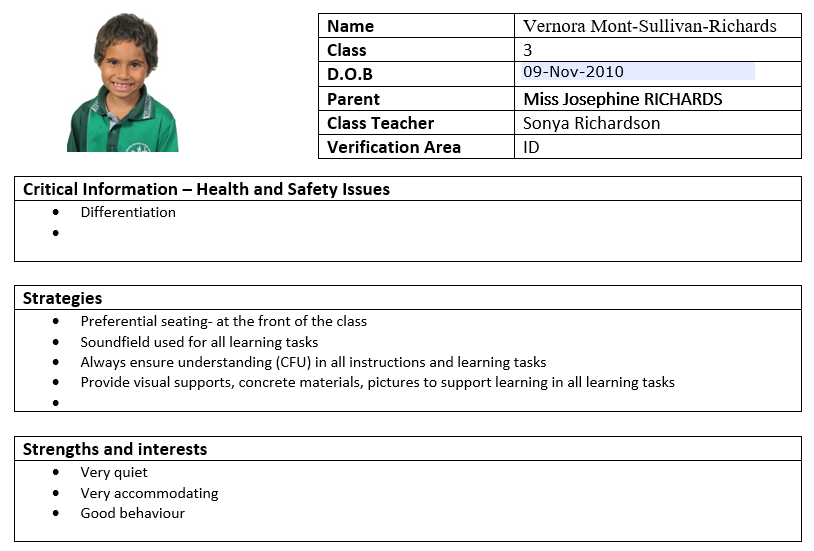 Name Vernora Mont-Sullivan-Richards
Class 3
D.O.B 09-Nov-2010
Parent Miss Josephine RICHARDS
Class Teacher Sonya Richardson
Verification Area ID
Critical Information – Health and Safety Issues
• Differentiation
•
Strategies
• Preferential seating- at the front of the class
• Soundfield used for all learning tasks
• Always ensure understanding (CFU) in all instructions and learning tasks
• Provide visual supports, concrete materials, pictures to support learning in all learning tasks
•
Strengths and interests
• Very quiet
• Very accommodating
• Good behaviour